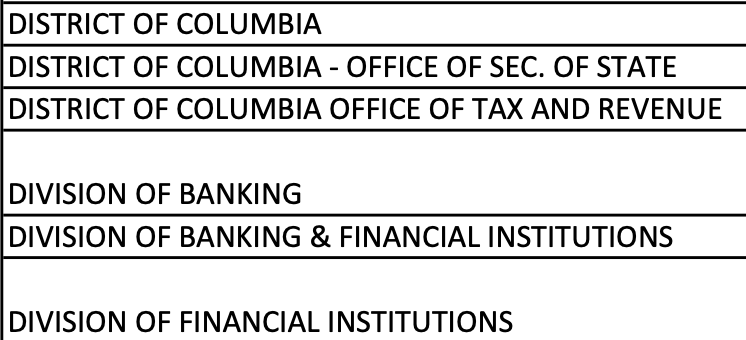 DISTRICT OF COLUMBIA
DISTRICT OF COLUMBIA - OFFICE OF SEC. OF STATE
DISTRICT OF COLUMBIA OFFICE OF TAX AND REVENUE
DIVISION OF BANKING
DIVISION OF BANKING & FINANCIAL INSTITUTIONS
DIVISION OF FINANCIAL INSTITUTIONS